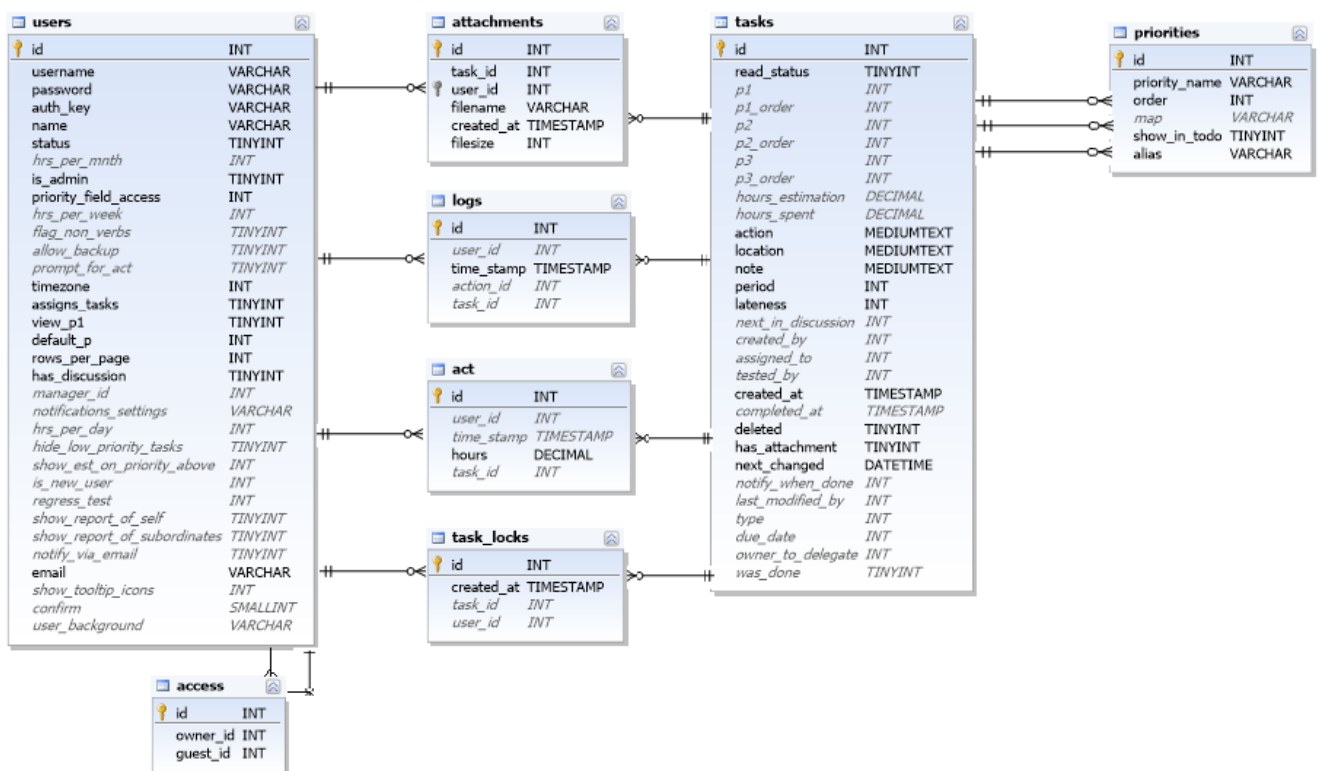 users
id INT
username VARCHAR
password VARCHAR
auth_key VARCHAR
name VARCHAR
status TINYINT
hrs_per_mnth INT
is_admin TINYINT
priority_field_access INT
hrs_per_week INT
flag_non_verbs TINYINT
allow_backup TINYINT
prompt_for_act TINYINT
timezone INT
assigns_tasks TINYINT
view_p1 TINYINT
default_p INT
rows_per_page INT
has_discussion TINYINT
manager_id INT
notifications_settings VARCHAR
hrs_per_day INT
hide_low_priority_tasks TINYINT
show_est_on_priority_above INT
is_new_user INT
regress_test INT
show_report_of_self TINYINT
show_report_of_subordinates TINYINT
notify_via_email TINYINT
email VARCHAR
show_tooltip_icons INT
confirm SMALLINT
user_background VARCHAR
access
id INT
owner_id INT
guest_id INT
attachments
id INT
task_id INT
user_id INT
filename VARCHAR
created_at TIMESTAMP
filesize INT
logs
id INT
user_id INT
time_stamp TIMESTAMP
action_id INT
task_id INT
act
id INT
user_id INT
time_stamp TIMESTAMP
hours DECIMAL
task_id INT
task_locks
id INT
created_at TIMESTAMP
task_id INT
user_id INT
tasks
id INT
read_status TINYINT
p1 INT
p1_order INT
p2 INT
p2_order INT
p3 INT
p3_order INT
hours_estimation DECIMAL
hours_spent DECIMAL
action MEDIUMTEXT
location MEDIUMTEXT
note MEDIUMTEXT
period INT
lateness INT
next_in_discussion INT
created_by INT
assigned_to INT
tested_by INT
created_at TIMESTAMP
completed_at TIMESTAMP
deleted TINYINT
has_attachment TINYINT
next_changed DATETIME
notify_when_done INT
last_modified_by INT
type INT
due_date INT
owner_to_delegate INT
was_done TINYINT
priorities
id INT
priority_name VARCHAR
order INT
map VARCHAR
show_in_todo TINYINT
alias VARCHAR